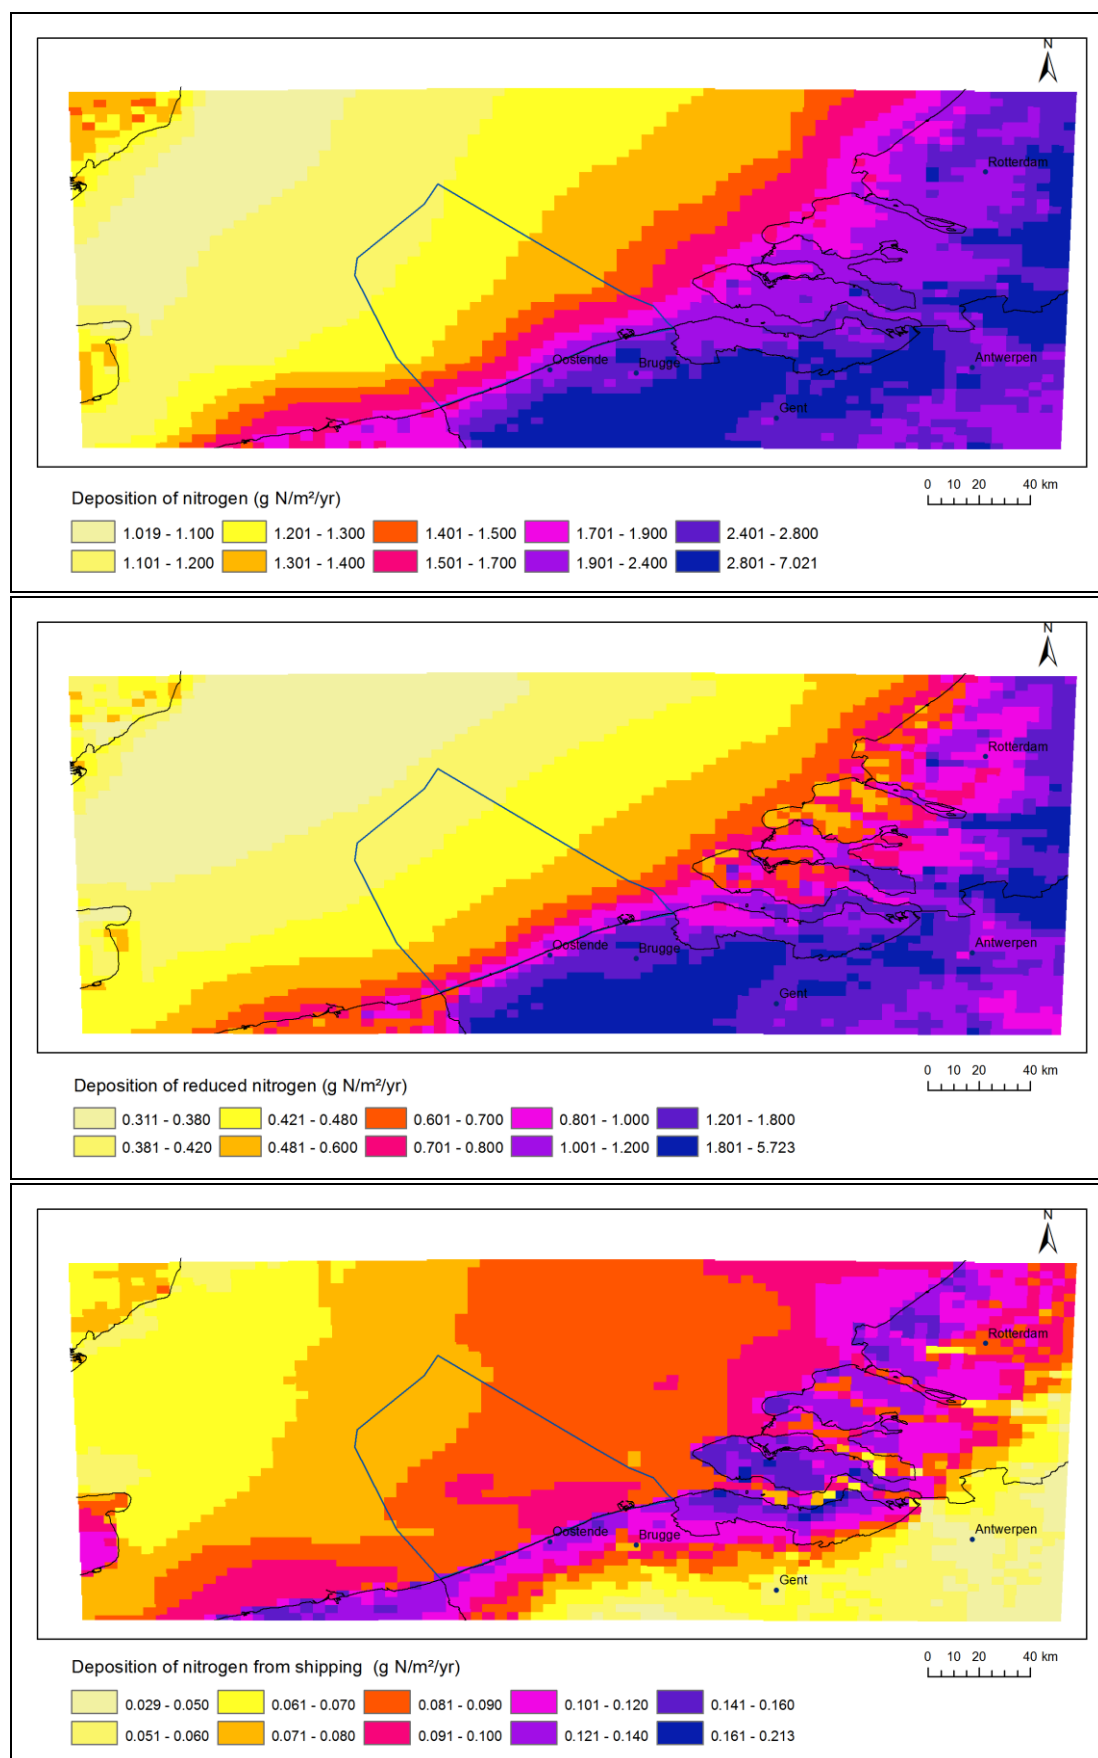 N
Rotterdam
Oostende
Brugge
Antwerpen
Gent
0 10 20 40 km
Deposition of nitrogen (g N/m²/yr)
1.019 - 1.100 1.201 - 1.300 1.401 - 1.500 1.701 - 1.900 2.401 - 2.800
1.101 - 1.200 1.301 - 1.400 1.501 - 1.700 1.901 - 2.400 2.801 - 7.021
N
Rotterdam
Oostende
Brugge
Antwerpen
Gent
0 10 20 40 km
Deposition of reduced nitrogen (g N/m²/yr)
0.311 - 0.380 0.421 - 0.480 0.601 - 0.700 0.801 - 1.000 1.201 - 1.800
0.381 - 0.420 0.481 - 0.600 0.701 - 0.800 1.001 - 1.200 1.801 - 5.723
N
Rotterdam
Oostende
Brugge
Antwerpen
Gent
0 10 20 40 km
Deposition of nitrogen from shipping (g N/m²/yr)
0.029 - 0.050 0.061 - 0.070 0.081 - 0.090 0.101 - 0.120 0.141 - 0.160
0.051 - 0.060 0.071 - 0.080 0.091 - 0.100 0.121 - 0.140 0.161 - 0.213